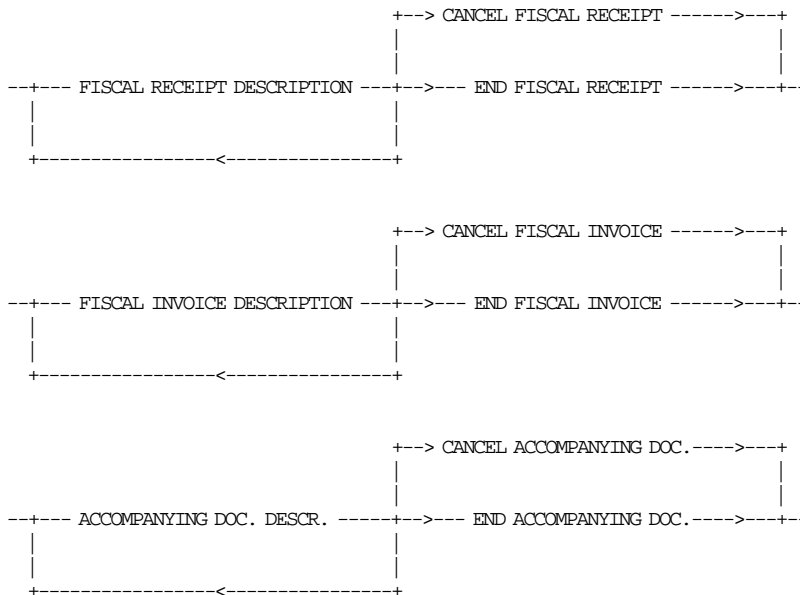 +--> CANCEL FISCAL RECEIPT ------>---+
|                                    |
|                                    |
--+--- FISCAL RECEIPT DESCRIPTION ---+-->--- END FISCAL RECEIPT ------>---+--
|                              |
|                              |
+----------------<---------------+
+--> CANCEL FISCAL INVOICE ------>---+
|                                    |
|                                    |
--+--- FISCAL INVOICE DESCRIPTION ---+-->--- END FISCAL INVOICE ------>---+--
|                              |
|                              |
+----------------<---------------+
+--> CANCEL ACCOMPANYING DOC.---->---+
|                                    |
|                                    |
--+--- ACCOMPANYING DOC. DESCR. -----+-->--- END ACCOMPANYING DOC.---->---+--
|                              |
|                              |
+----------------<---------------+